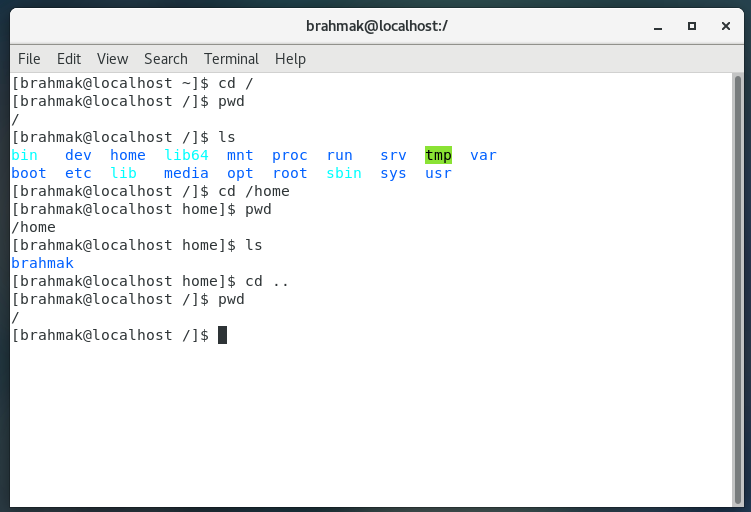 brahmak@localhost:/
File Edit View Search Terminal Help
[brahmak@localhost ~]$ cd /
[brahmak@localhost /]$ pwd
/
[brahmak@localhost /]$ ls
bin   dev  home  lib64  mnt  proc  run   srv  tmp  var
boot  etc  lib   media  opt  root  sbin  sys  usr
[brahmak@localhost /]$ cd /home
[brahmak@localhost home]$ pwd
/home
[brahmak@localhost home]$ ls
brahmak
[brahmak@localhost home]$ cd ..
[brahmak@localhost /]$ pwd
/
[brahmak@localhost /]$